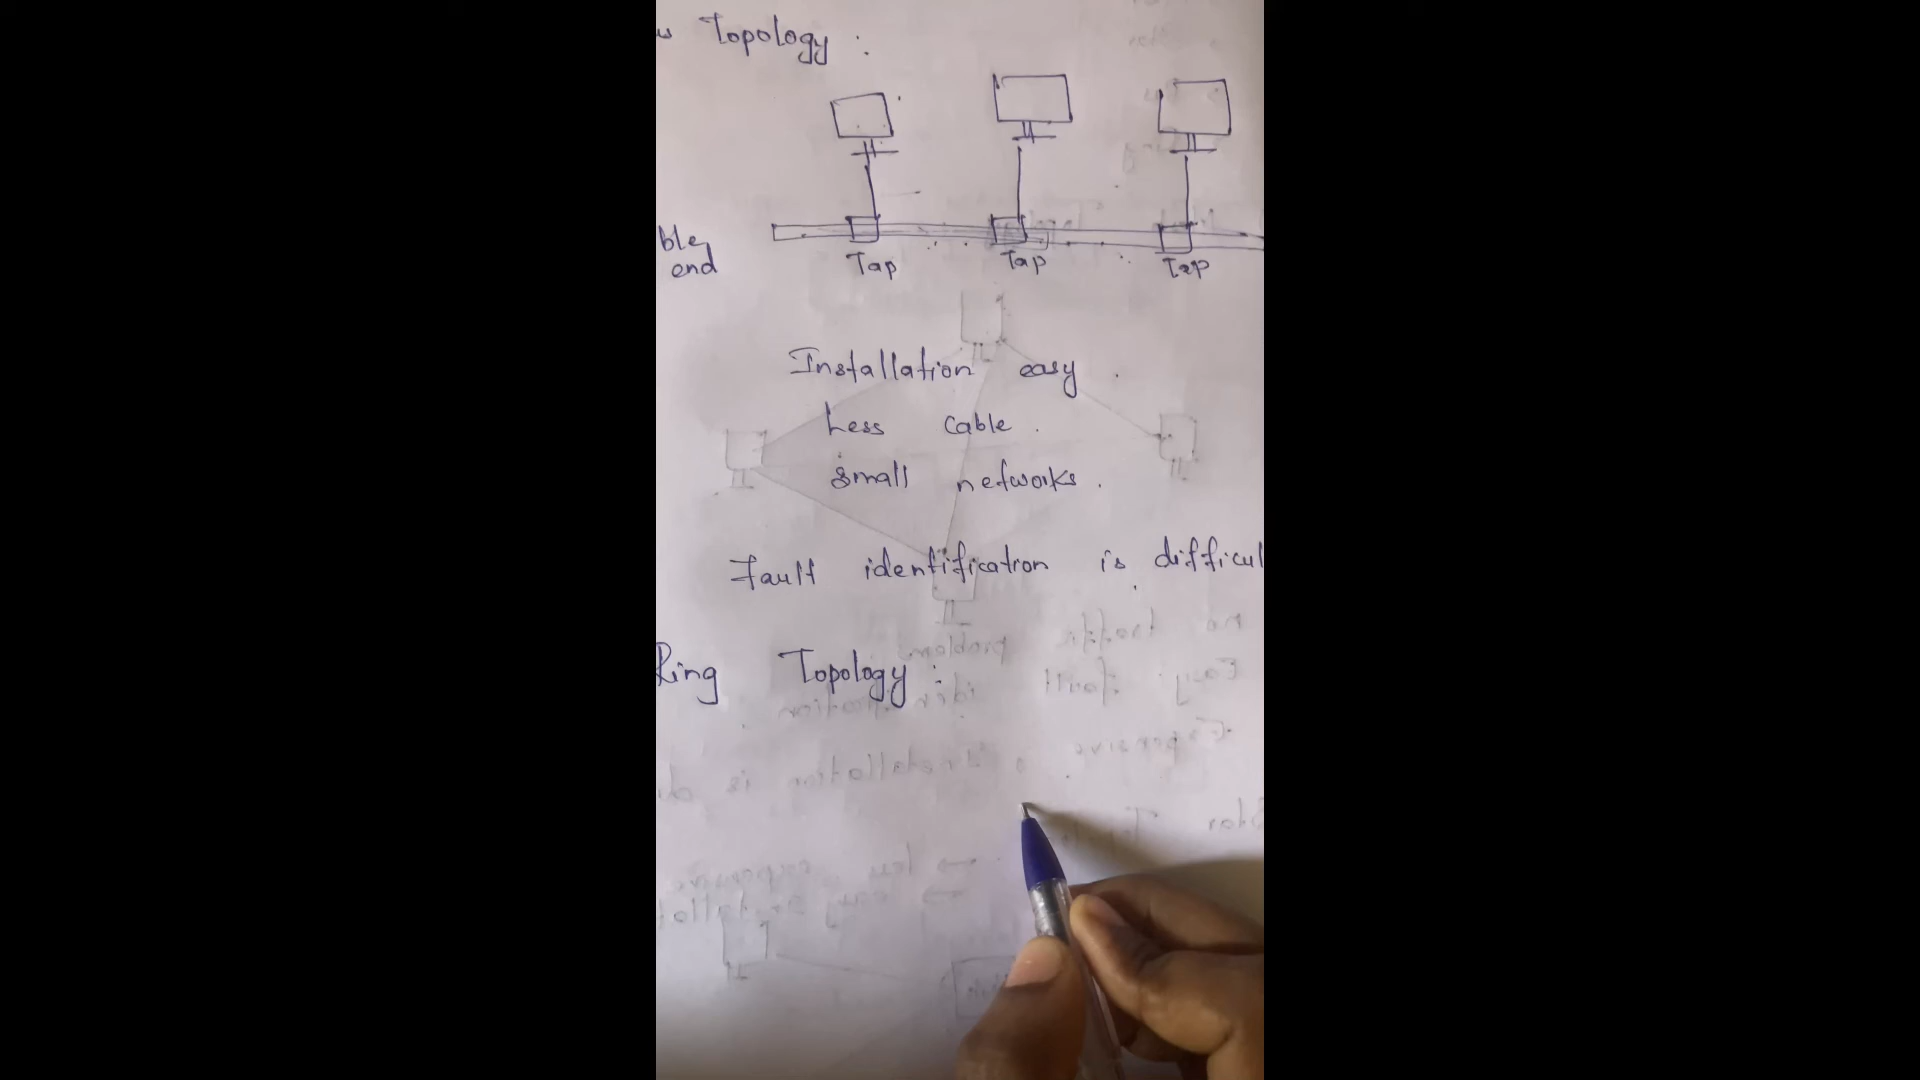 Topology :
ble
end
Tap Tap Tap
Installation easy .
Less Cable .
Small networks .
Fault identification is difficul
Ring Topology :